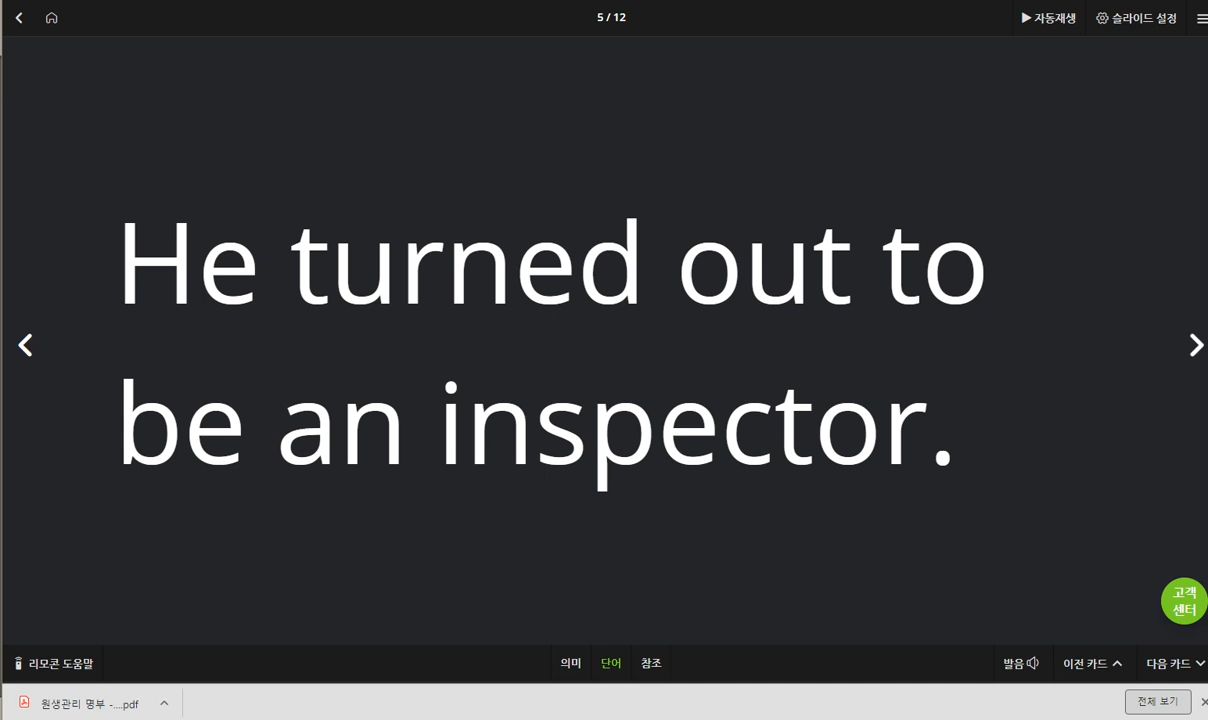 5 / 12
자동재생
슬라이드 설정
He turned out to
be an inspector.
고객
센터
리모콘 도움말
의미
단어
참조
발음
이전 카드
다음 카드
원생관리 명부 -....pdf
전체 보기